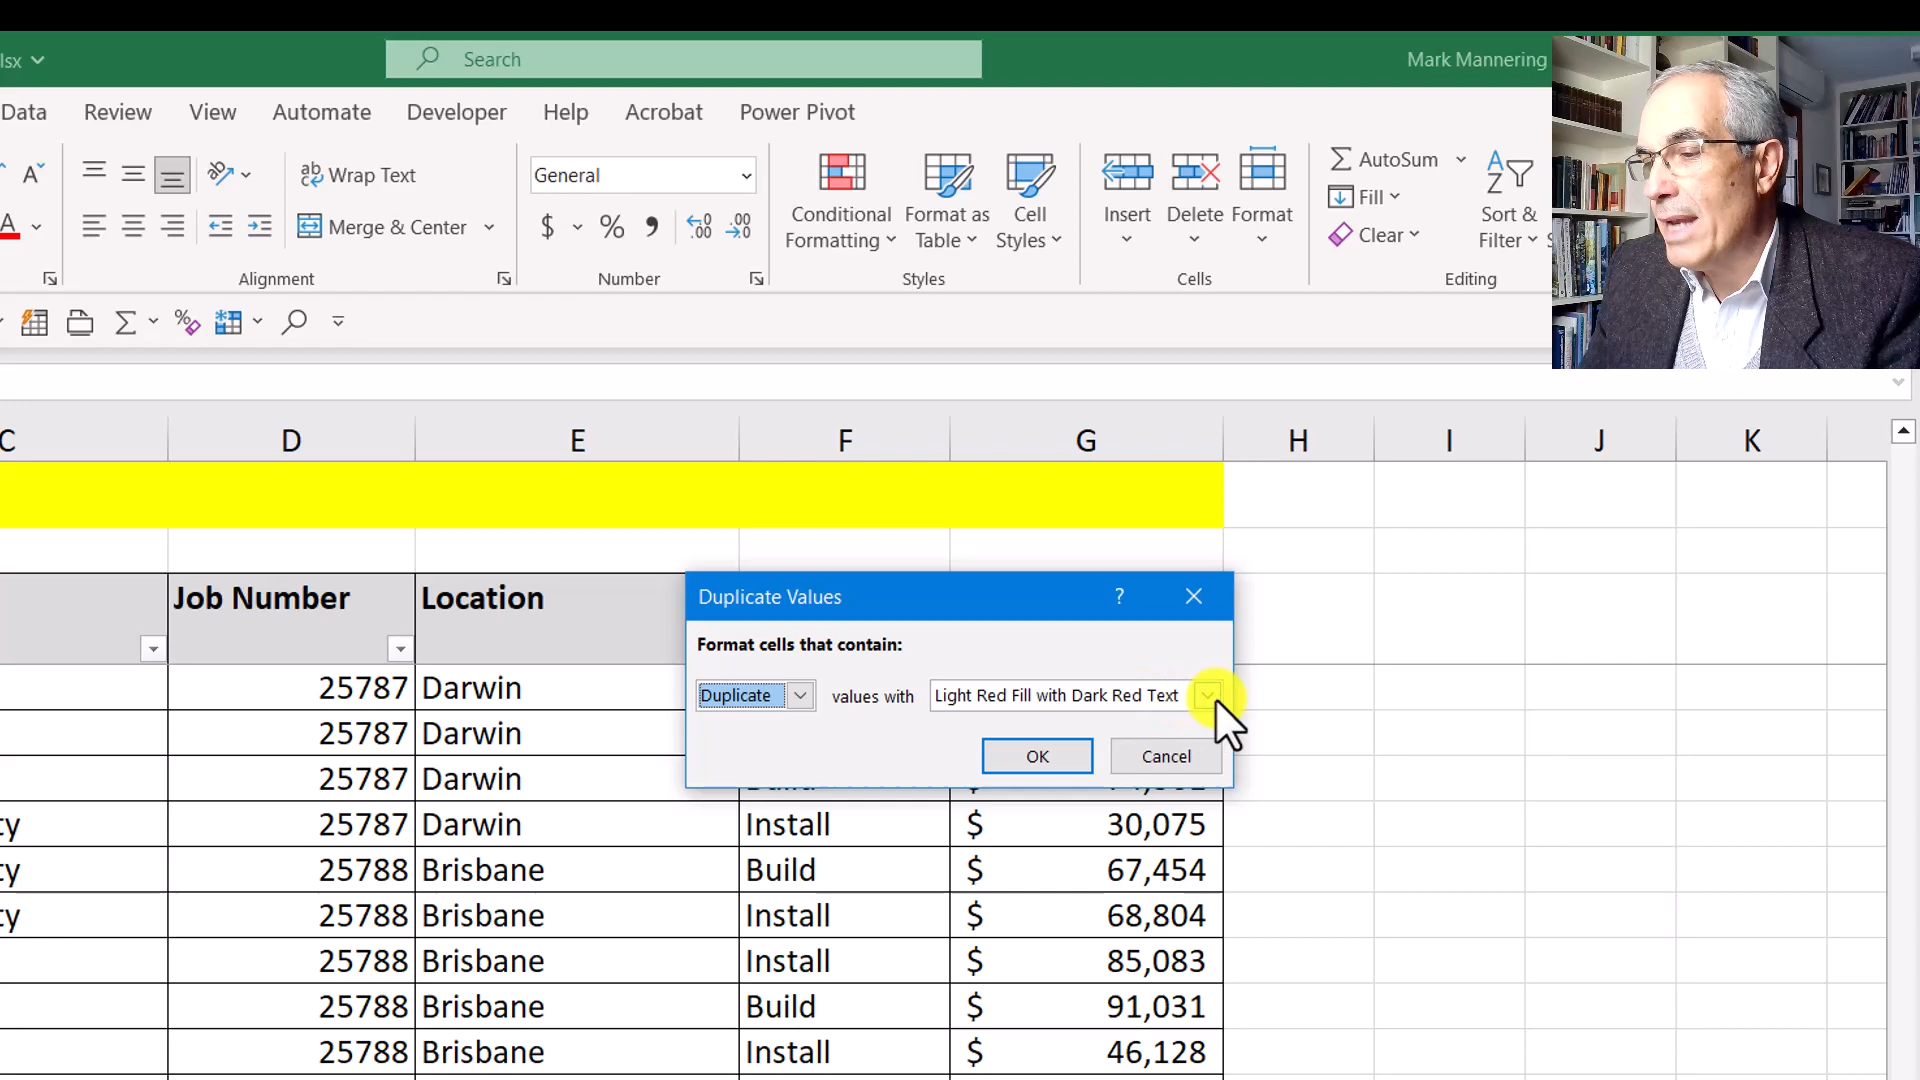 lsx
Search
Mark Mannering
Data Review View Automate Developer Help Acrobat Power Pivot
Wrap Text
General
AutoSum
Fill
Merge & Center
$ % ,
Conditional Formatting
Format as Table
Cell Styles
Insert
Delete
Format
Clear
Sort & Filter
Alignment
Number
Styles
Cells
Editing
C D E F G H I J K
Job Number
Location
Duplicate Values ?
Format cells that contain:
Duplicate values with Light Red Fill with Dark Red Text
OK Cancel
25787 Darwin
25787 Darwin
25787 Darwin
ty 25787 Darwin Install $ 30,075
ty 25788 Brisbane Build $ 67,454
ty 25788 Brisbane Install $ 68,804
25788 Brisbane Install $ 85,083
25788 Brisbane Build $ 91,031
25788 Brisbane Install $ 46,128